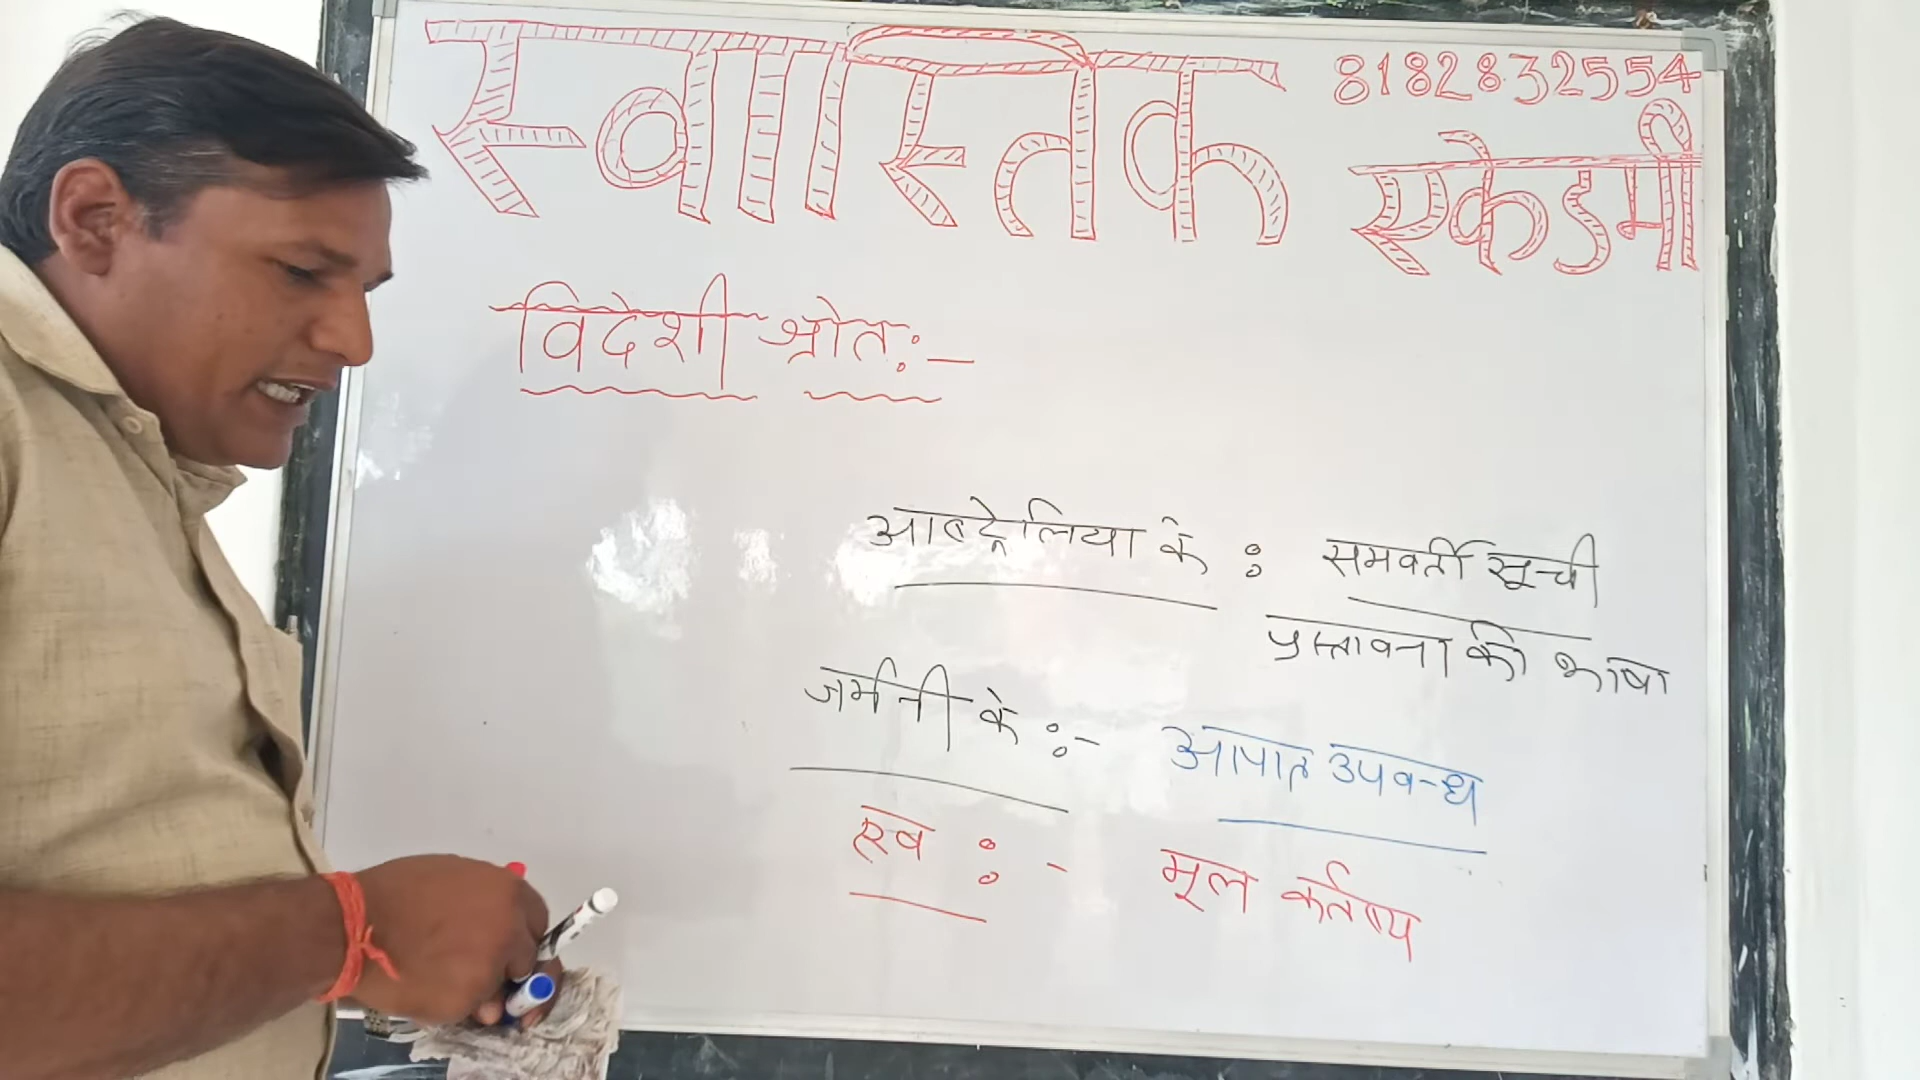 स्वास्तिक
8182832554
एकेडमी
विदेशी श्रोत:-
आस्ट्रेलिया के : समवर्ती सूची
प्रस्तावना की भाषा
जर्मनी के :- आपात उपबन्ध
:- मूल कर्तव्य